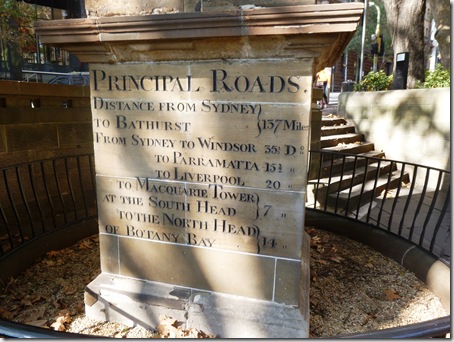 Principal Roads.
Distance from Sydney
to Bathurst } 137 Miles
From Sydney to Windsor 35½ Do
to Parramatta 15½ "
to Liverpool 20 "
to Macquarie Tower
at the South Head } 7 "
to the North Head
of Botany Bay } 14 "